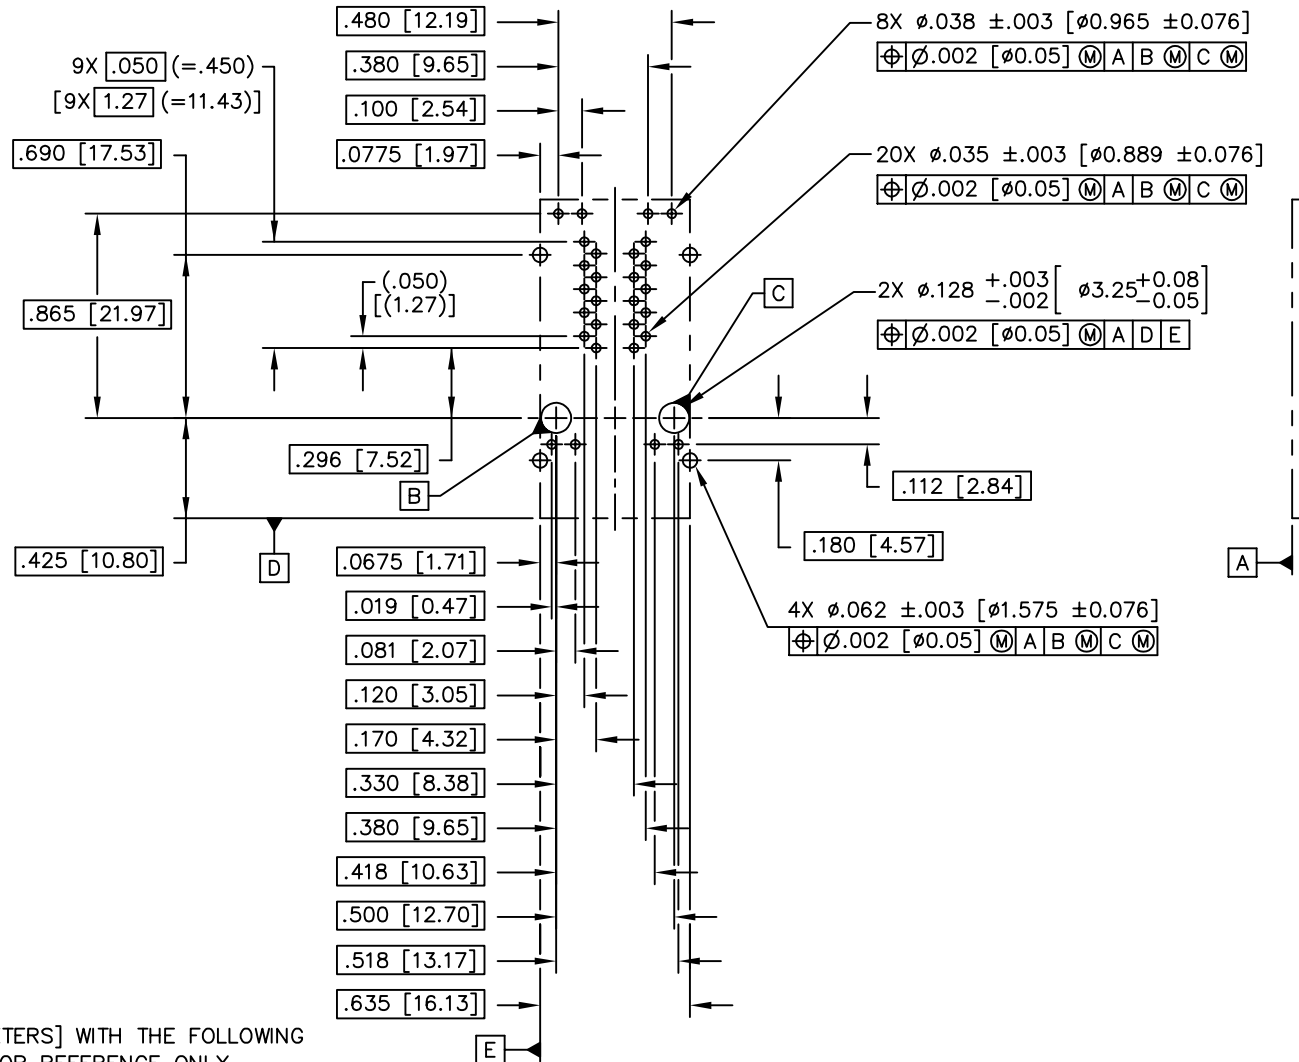 .480 [12.19]
8X ø.038 ±.003 [ø0.965 ±0.076]
⌖ Ø.002 [ø0.05] Ⓜ A B Ⓜ C Ⓜ
9X .050 (=.450)
[9X 1.27 (=11.43)]
.380 [9.65]
.100 [2.54]
.690 [17.53]
.0775 [1.97]
20X ø.035 ±.003 [ø0.889 ±0.076]
⌖ Ø.002 [ø0.05] Ⓜ A B Ⓜ C Ⓜ
(.050)
[(1.27)]
C
2X ø.128 +.003 -.002 [ ø3.25 +0.08 -0.05 ]
⌖ Ø.002 [ø0.05] Ⓜ A D E
.865 [21.97]
.296 [7.52]
B
.112 [2.84]
.180 [4.57]
.425 [10.80]
D
A
.0675 [1.71]
.019 [0.47]
4X ø.062 ±.003 [ø1.575 ±0.076]
⌖ Ø.002 [ø0.05] Ⓜ A B Ⓜ C Ⓜ
.081 [2.07]
.120 [3.05]
.170 [4.32]
.330 [8.38]
.380 [9.65]
.418 [10.63]
.500 [12.70]
.518 [13.17]
.635 [16.13]
TERS] WITH THE FOLLOWING
OR REFERENCE ONLY
E